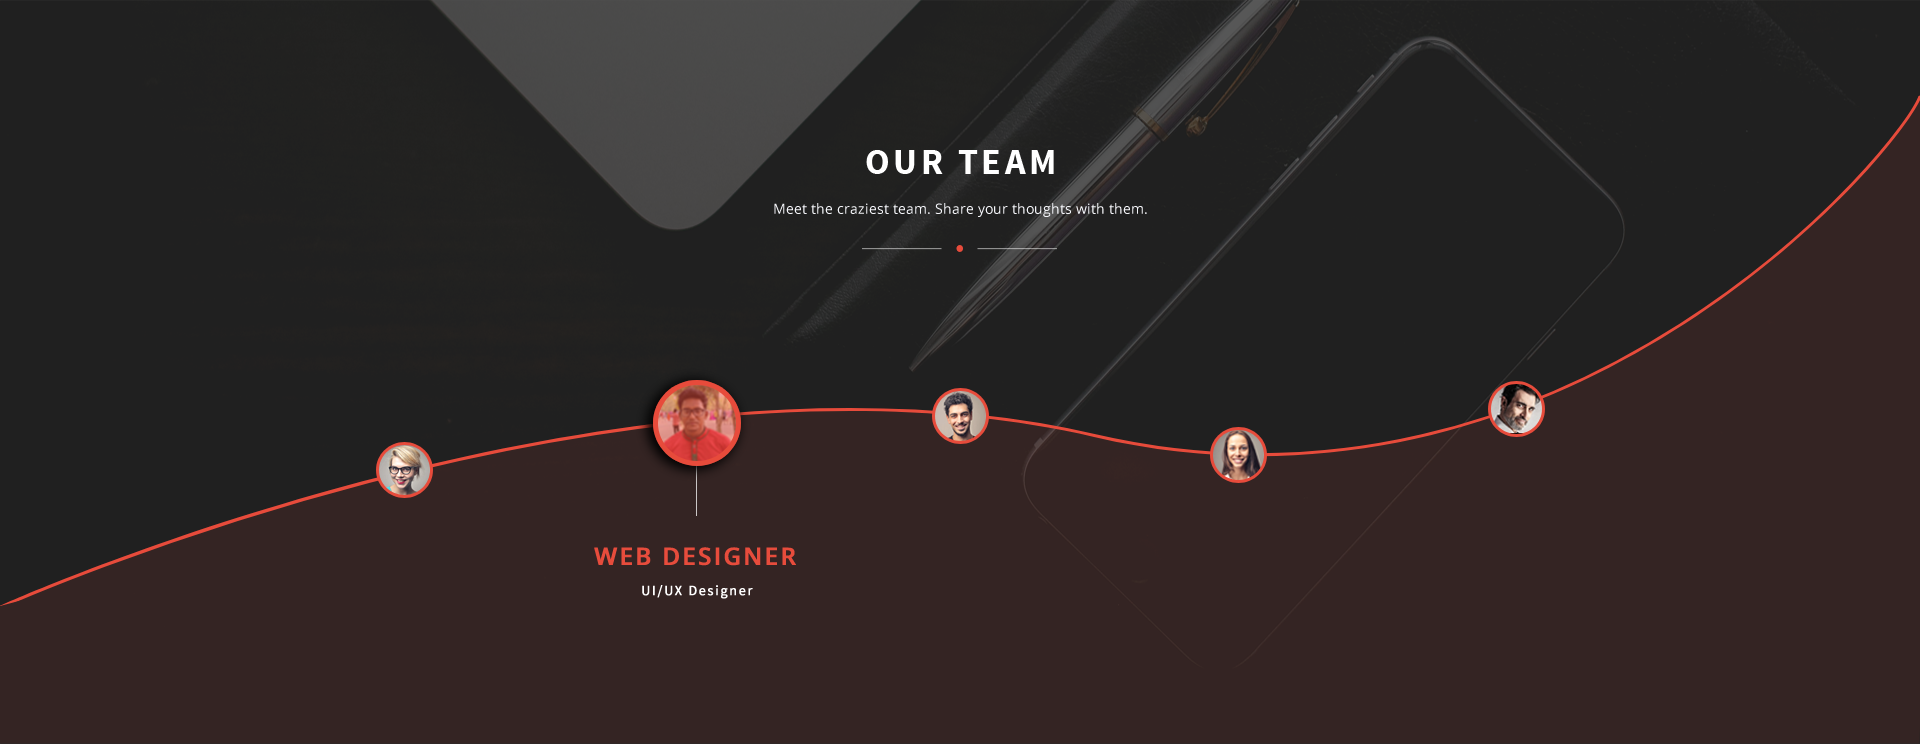 OUR TEAM
Meet the craziest team. Share your thoughts with them.
WEB DESIGNER
UI/UX Designer